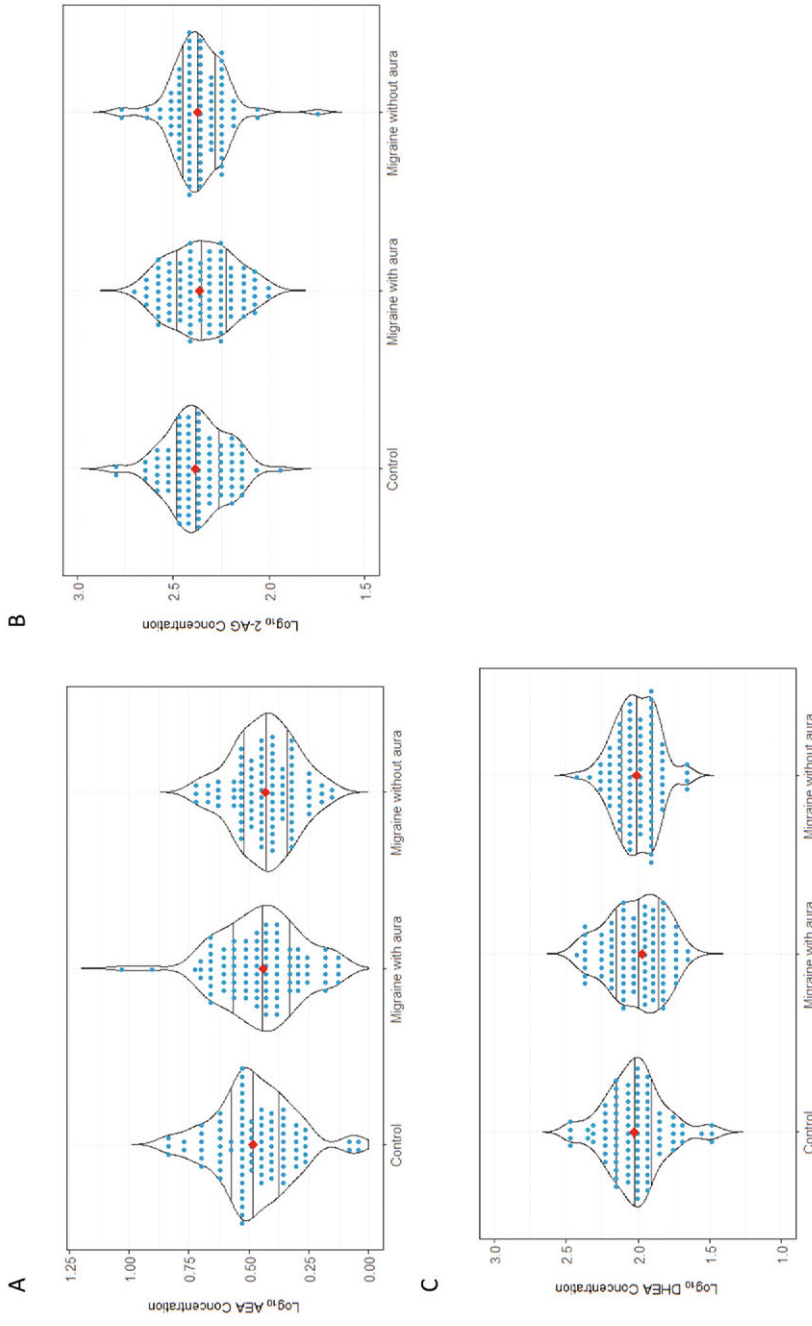 A
Log₁₀ AEA Concentration
1.25
1.00
0.75
0.50
0.25
0.00
Control
Migraine with aura
Migraine without aura
B
Log₁₀ 2-AG Concentration
3.0
2.5
2.0
1.5
Control
Migraine with aura
Migraine without aura
C
Log₁₀ DHEA Concentration
3.0
2.5
2.0
1.5
1.0
Control
Migraine with aura
Migraine without aura